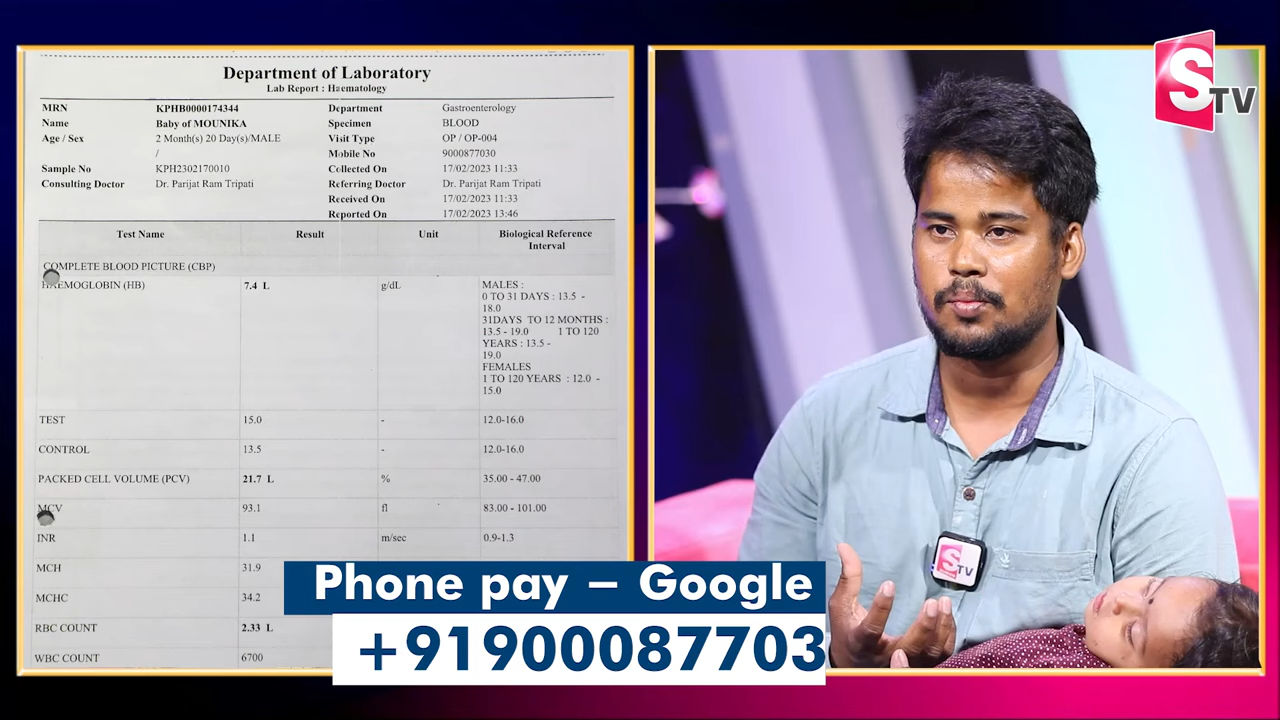 Department of Laboratory
Lab Report : Haematology
MRN KPHB0000174344 Department Gastroenterology
Name Baby of MOUNIKA Specimen BLOOD
Age / Sex 2 Month(s) 20 Day(s)/MALE Visit Type OP / OP-004
/ Mobile No 9000877030
Sample No KPH2302170010 Collected On 17/02/2023 11:33
Consulting Doctor Dr. Parijat Ram Tripati Referring Doctor Dr. Parijat Ram Tripati
Received On 17/02/2023 11:33
Reported On 17/02/2023 13:46
Test Name Result Unit Biological Reference
Interval
COMPLETE BLOOD PICTURE (CBP)
HAEMOGLOBIN (HB) 7.4 L g/dL MALES :
0 TO 31 DAYS : 13.5 -
18.0
31DAYS TO 12 MONTHS :
13.5 - 19.0 1 TO 120
YEARS : 13.5 -
19.0
FEMALES
1 TO 120 YEARS : 12.0 -
15.0
TEST 15.0 - 12.0-16.0
CONTROL 13.5 - 12.0-16.0
PACKED CELL VOLUME (PCV) 21.7 L % 35.00 - 47.00
MCV 93.1 fl 83.00 - 101.00
INR 1.1 m/sec 0.9-1.3
MCH 31.9
MCHC 34.2
RBC COUNT 2.33 L
WBC COUNT 6700
Phone pay – Google
+91900087703
S TV
S TV